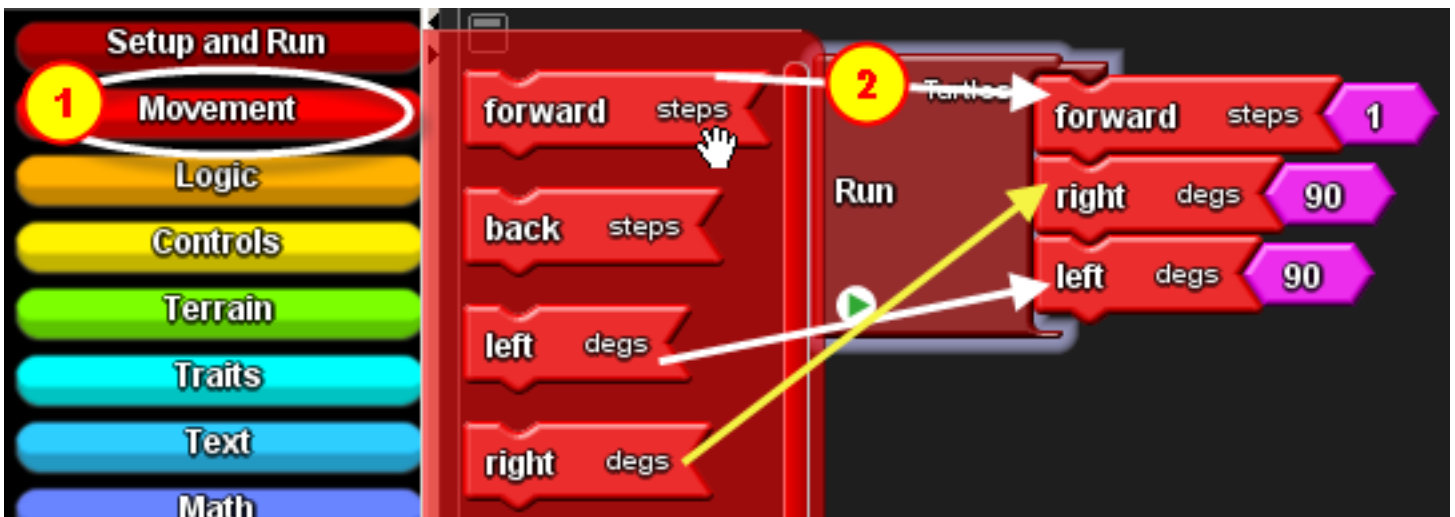 Setup and Run
1
Movement
Logic
Controls
Terrain
Traits
Text
Math
forward steps
back steps
left degs
right degs
2
Turtles
Run
forward steps 1
right degs 90
left degs 90